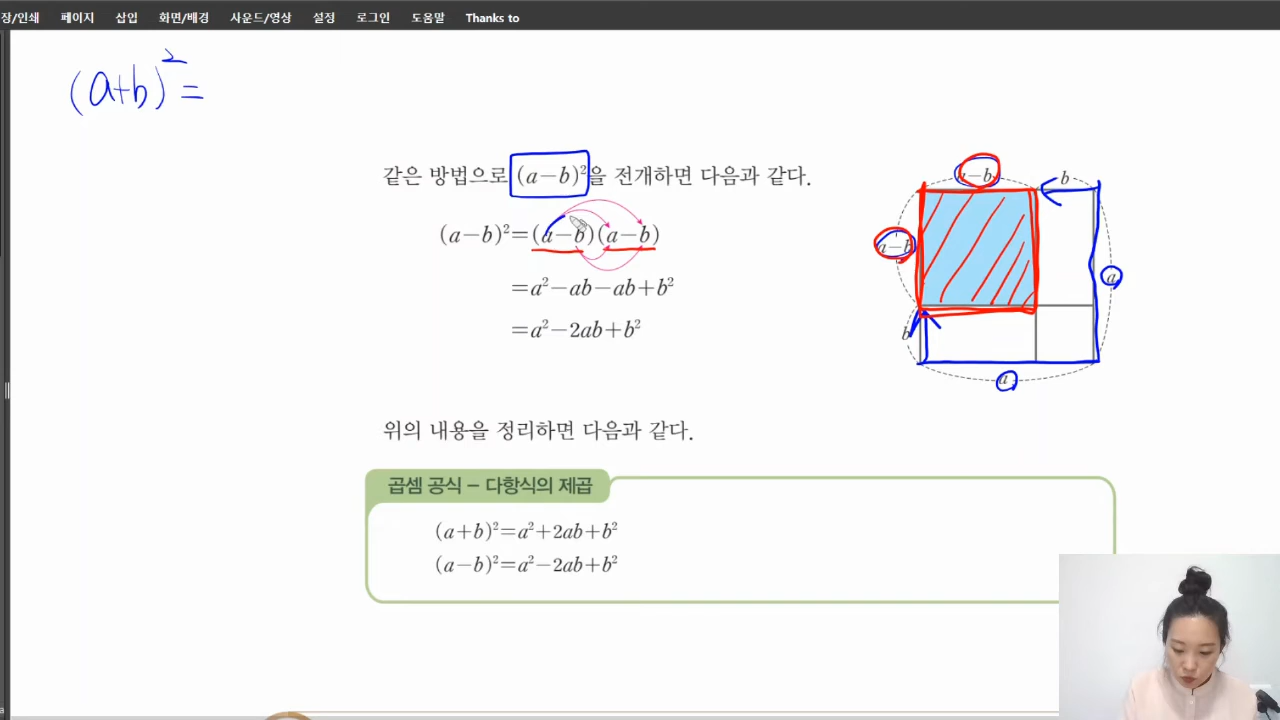 장/인쇄 페이지 삽입 화면/배경 사운드/영상 설정 로그인 도움말 Thanks to
(a+b)²=
같은 방법으로 (a-b)²을 전개하면 다음과 같다.
(a-b)²=(a-b)(a-b)
=a²-ab-ab+b²
=a²-2ab+b²
a-b
b
a-b
a
b
a
위의 내용을 정리하면 다음과 같다.
곱셈 공식 - 다항식의 제곱
(a+b)²=a²+2ab+b²
(a-b)²=a²-2ab+b²